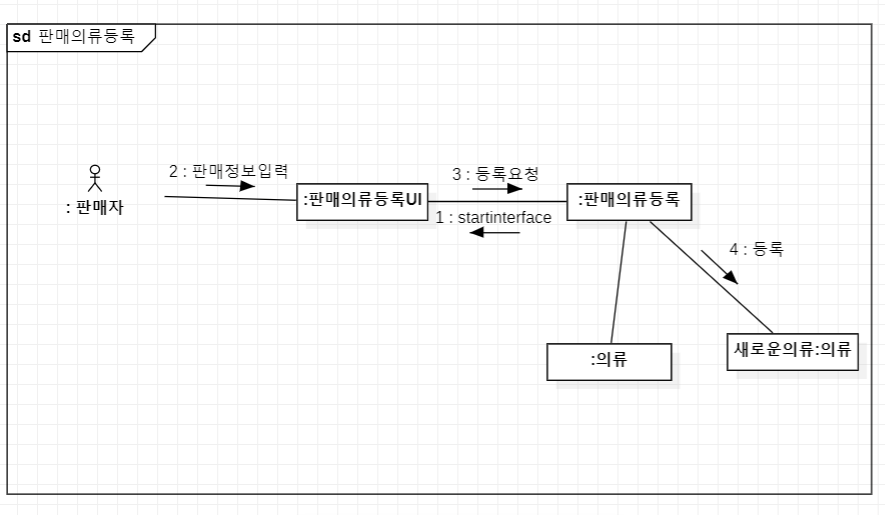 sd 판매의류등록
2 : 판매정보입력
3 : 등록요청
: 판매자
:판매의류등록UI
:판매의류등록
1 : startinterface
4 : 등록
:의류
새로운의류:의류